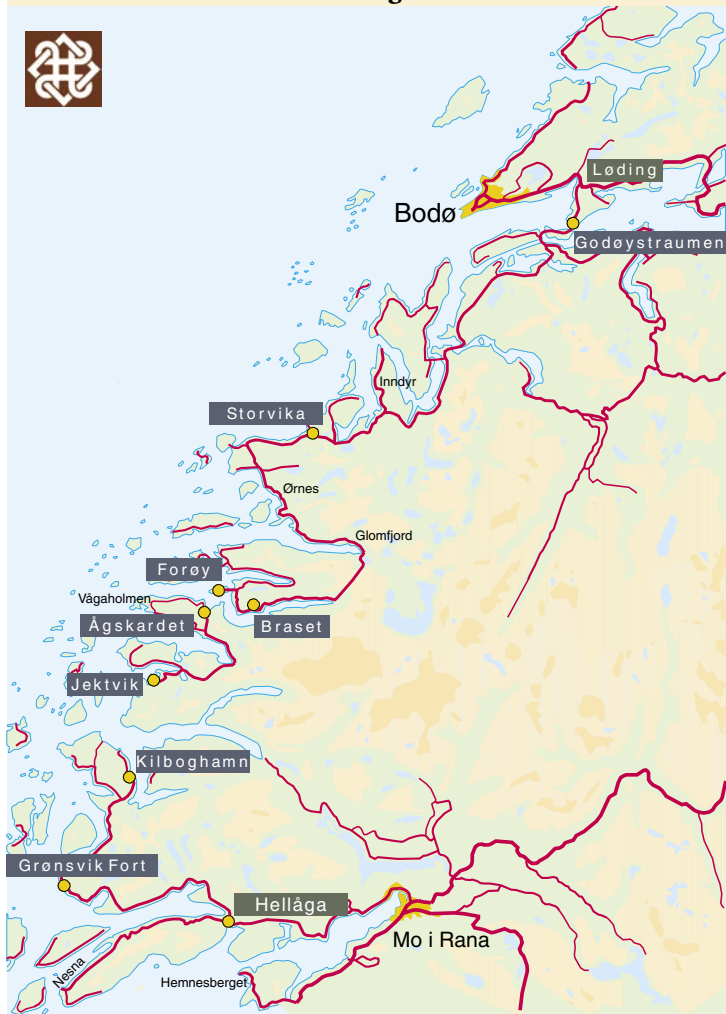 Løding
Bodø
Godøystraumen
Inndyr
Storvika
Ørnes
Glomfjord
Forøy
Vågaholmen
Ågskardet
Braset
Jektvik
Kilboghamn
Grønsvik Fort
Hellåga
Mo i Rana
Nesna
Hemnesberget